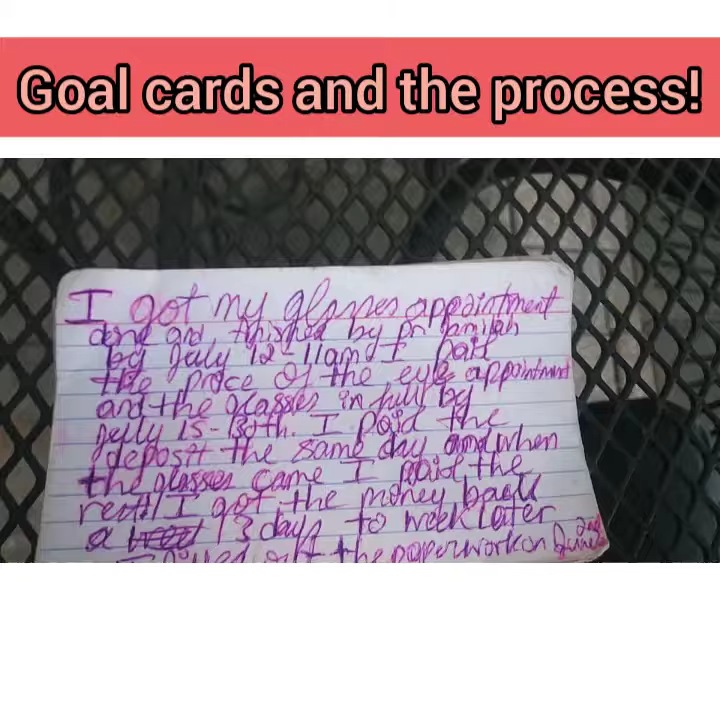 Goal cards and the process!
I got my glasses appointment
done and finished by Dr
by July 12-11am I paid
the price of the eye appointment
and the glasses in full by
July 15-30th. I paid the
deposit the same day and when
the glasses came I paid the
rest I got the money back
a 13 days to week later
the paperwork on